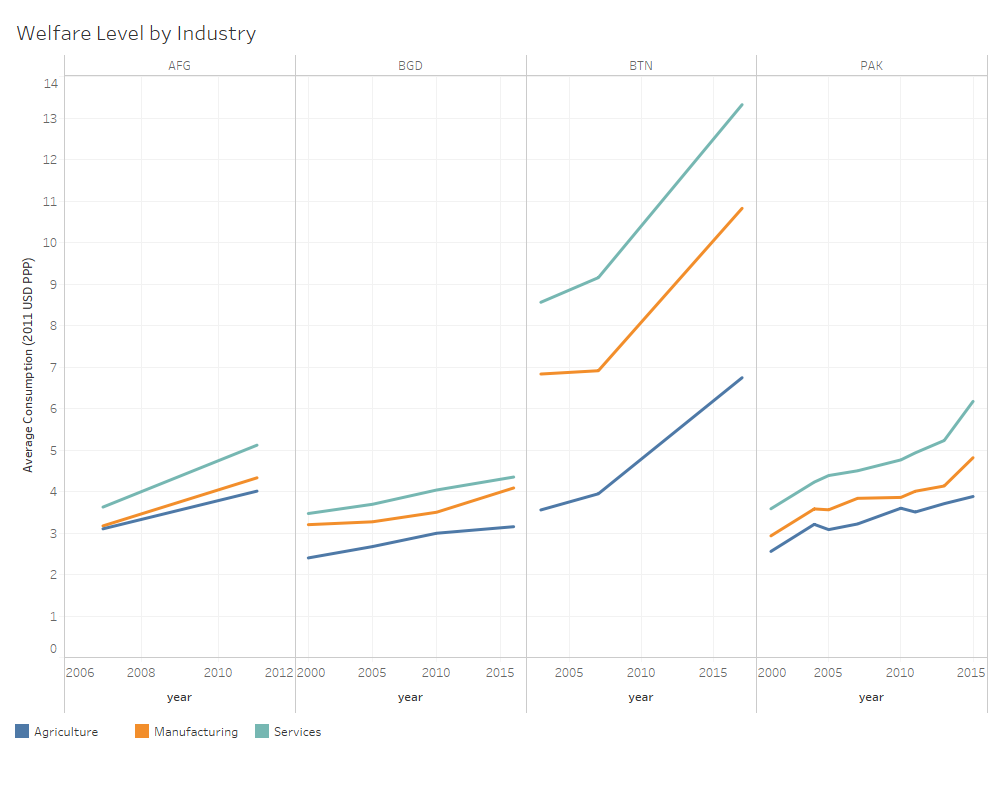 Welfare Level by Industry
AFG BGD BTN PAK
14
13
12
11
10
9
8
7
6
5
4
3
2
1
0
Average Consumption (2011 USD PPP)
2006 2008 2010 2012 2000 2005 2010 2015 2005 2010 2015 2000 2005 2010 2015
year year year year
Agriculture Manufacturing Services